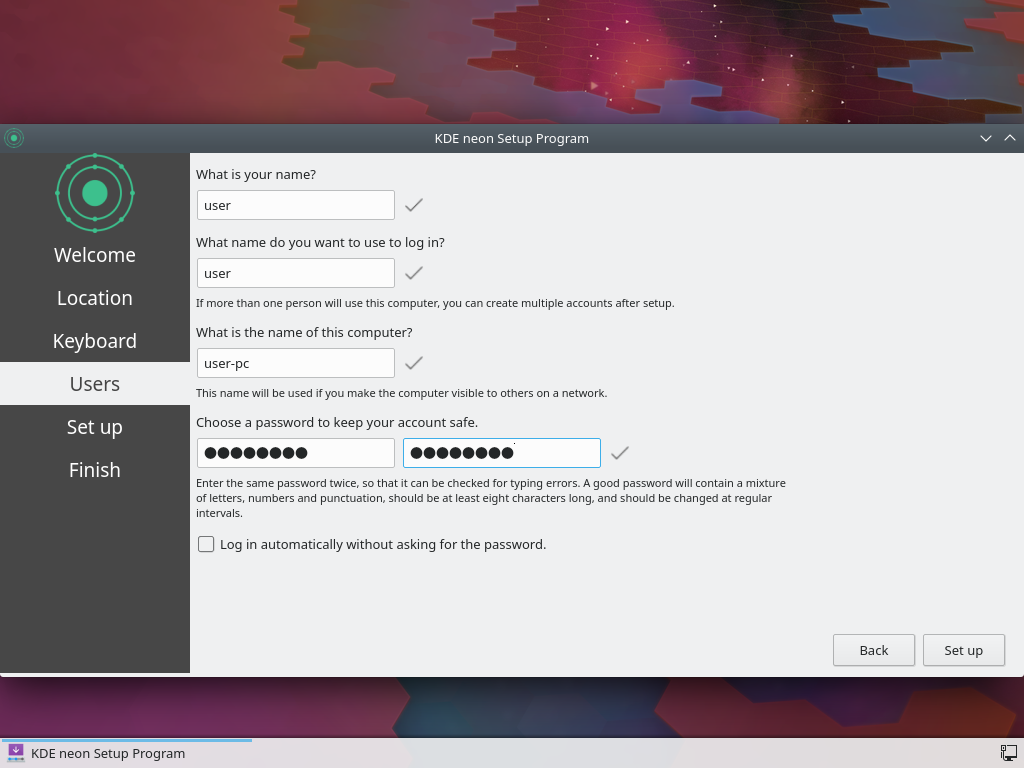 KDE neon Setup Program
Welcome
Location
Keyboard
Users
Set up
Finish
What is your name?
user
What name do you want to use to log in?
user
If more than one person will use this computer, you can create multiple accounts after setup.
What is the name of this computer?
user-pc
This name will be used if you make the computer visible to others on a network.
Choose a password to keep your account safe.
●●●●●●●● ●●●●●●●●
Enter the same password twice, so that it can be checked for typing errors. A good password will contain a mixture
of letters, numbers and punctuation, should be at least eight characters long, and should be changed at regular
intervals.
Log in automatically without asking for the password.
Back Set up
KDE neon Setup Program